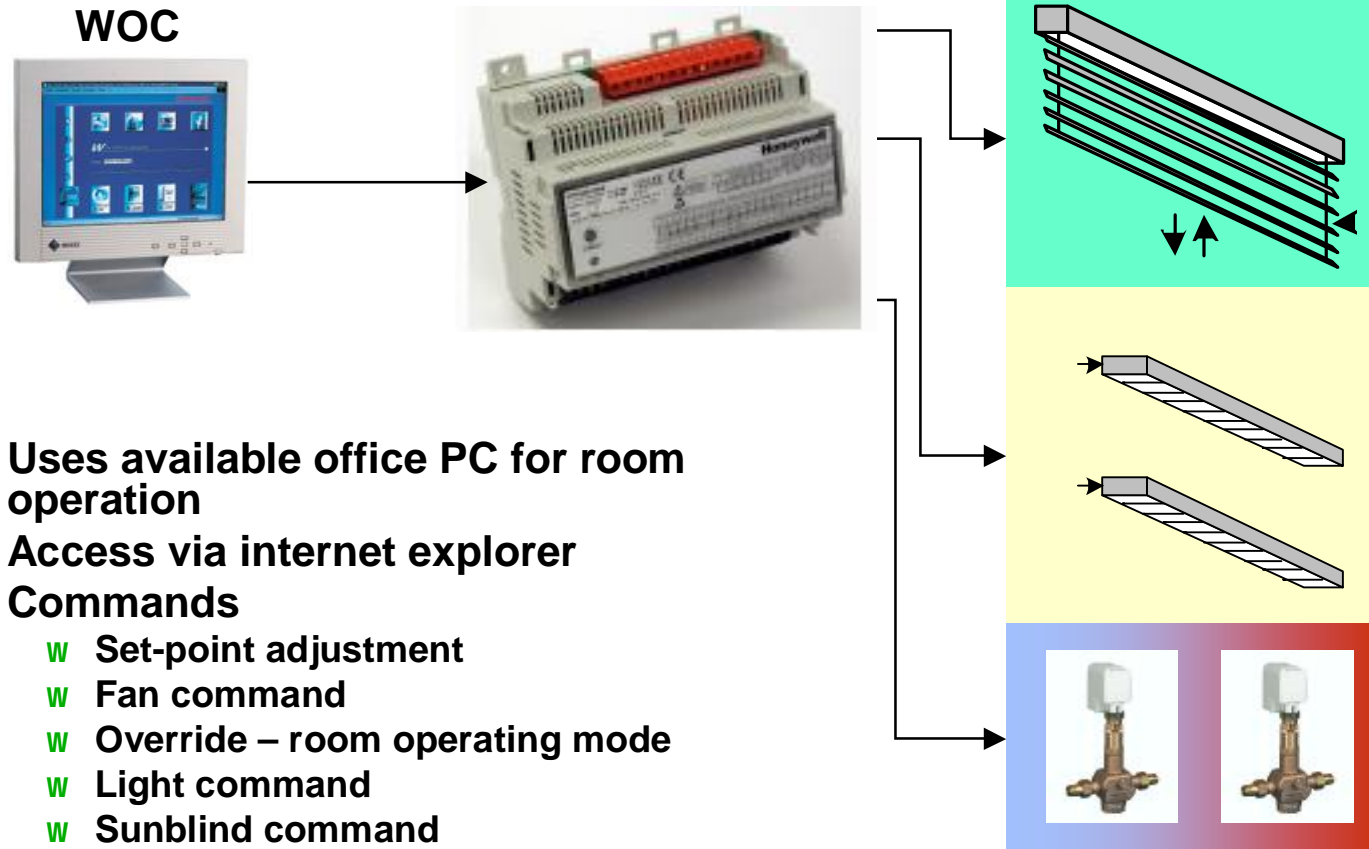 WOC
Honeywell
Uses available office PC for room
operation
Access via internet explorer
Commands
w Set-point adjustment
w Fan command
w Override – room operating mode
w Light command
w Sunblind command